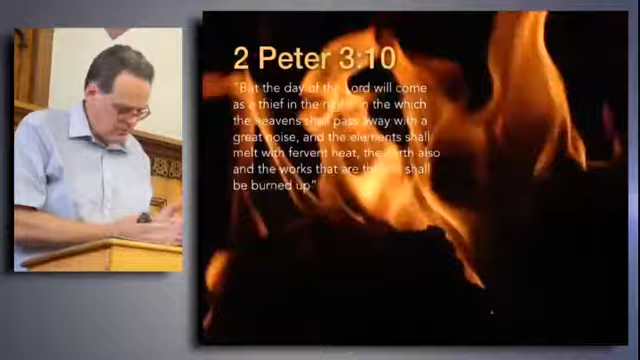 2 Peter 3:10
"But the day of the Lord will come
as a thief in the night; in the which
the heavens shall pass away with a
great noise, and the elements shall
melt with fervent heat, the earth also
and the works that are therein shall
be burned up"